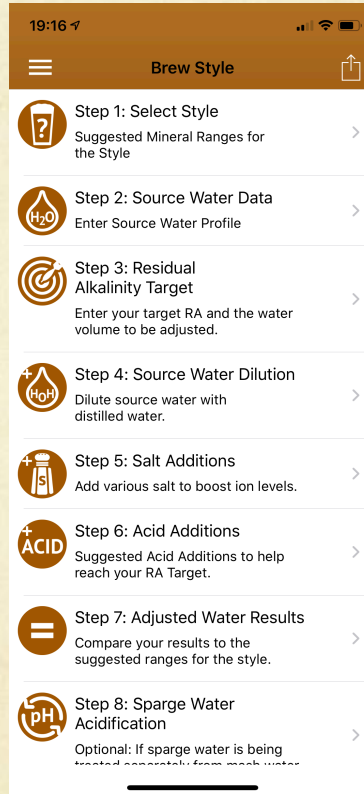 19:16
Brew Style
?
Step 1: Select Style
Suggested Mineral Ranges for
the Style
H2O
Step 2: Source Water Data
Enter Source Water Profile
Step 3: Residual
Alkalinity Target
Enter your target RA and the water
volume to be adjusted.
+
HOH
Step 4: Source Water Dilution
Dilute source water with
distilled water.
+
S
Step 5: Salt Additions
Add various salt to boost ion levels.
+
ACID
Step 6: Acid Additions
Suggested Acid Additions to help
reach your RA Target.
=
Step 7: Adjusted Water Results
Compare your results to the
suggested ranges for the style.
pH
Step 8: Sparge Water
Acidification
Optional: If sparge water is being
treated separately from mash water